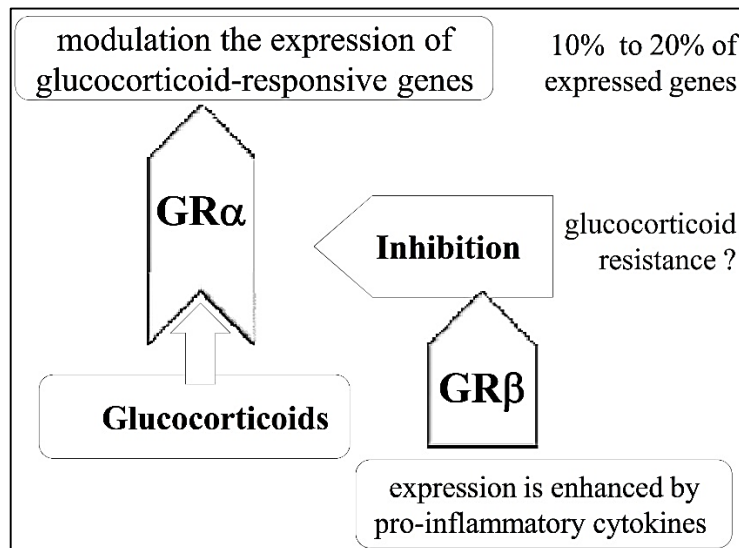 modulation the expression of
glucocorticoid-responsive genes
10% to 20% of
expressed genes
GRα
Inhibition
glucocorticoid
resistance ?
GRβ
Glucocorticoids
expression is enhanced by
pro-inflammatory cytokines